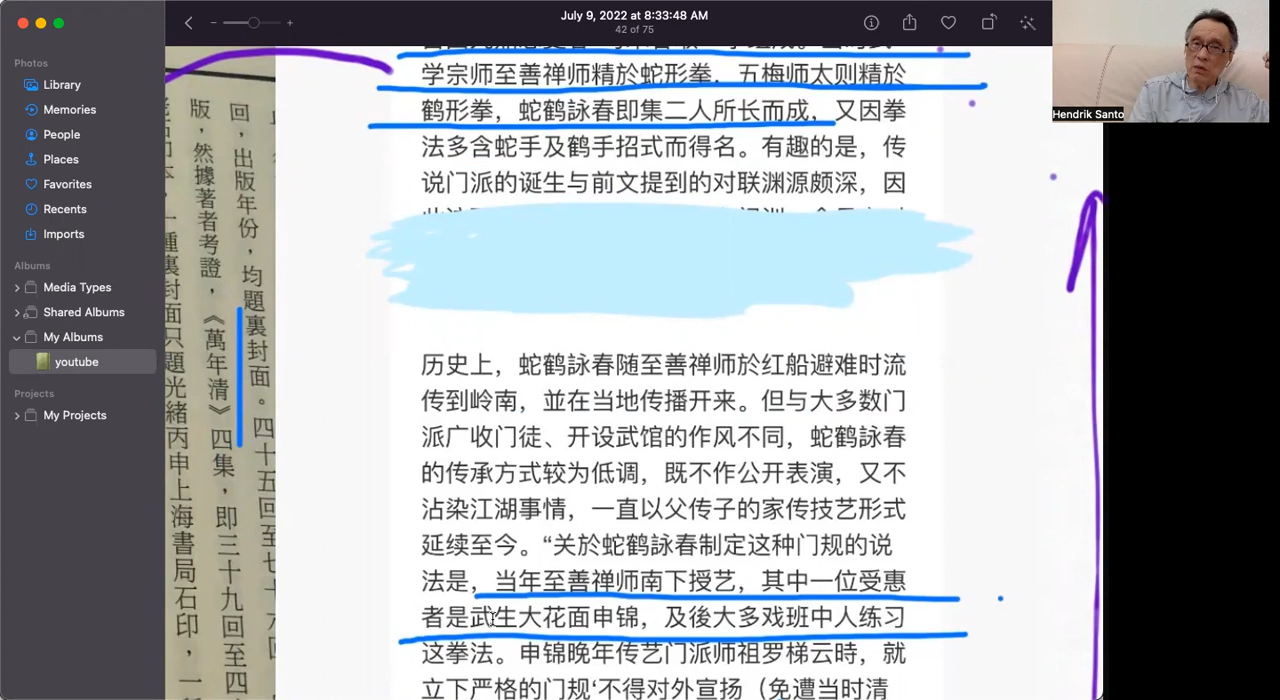 July 9, 2022 at 8:33:48 AM
42 of 75
Photos
Library
Memories
People
Places
Favorites
Recents
Imports
Albums
Media Types
Shared Albums
My Albums
youtube
Projects
My Projects
Hendrik Santo
学宗师至善禅师精於蛇形拳，五梅师太则精於
鹤形拳，蛇鹤詠春即集二人所长而成，又因拳
法多含蛇手及鹤手招式而得名。有趣的是，传
说门派的诞生与前文提到的对联渊源颇深，因
历史上，蛇鹤詠春随至善禅师於红船避难时流
传到岭南，並在当地传播开来。但与大多数门
派广收门徒、开设武馆的作风不同，蛇鹤詠春
的传承方式较为低调，既不作公开表演，又不
沾染江湖事情，一直以父传子的家传技艺形式
延续至今。“关於蛇鹤詠春制定这种门规的说
法是，当年至善禅师南下授艺，其中一位受惠
者是武生大花面申锦，及後大多戏班中人练习
这拳法。申锦晚年传艺门派师祖罗梯云時，就
立下严格的门规‘不得对外宣扬（免遭当时清
四十五回至七十六回
回，出版年份，均題裏封面。
版，然據著者考證，《萬年清》四集，即三十九回至四
種裏封面只題光緒丙申上海書局石印，一